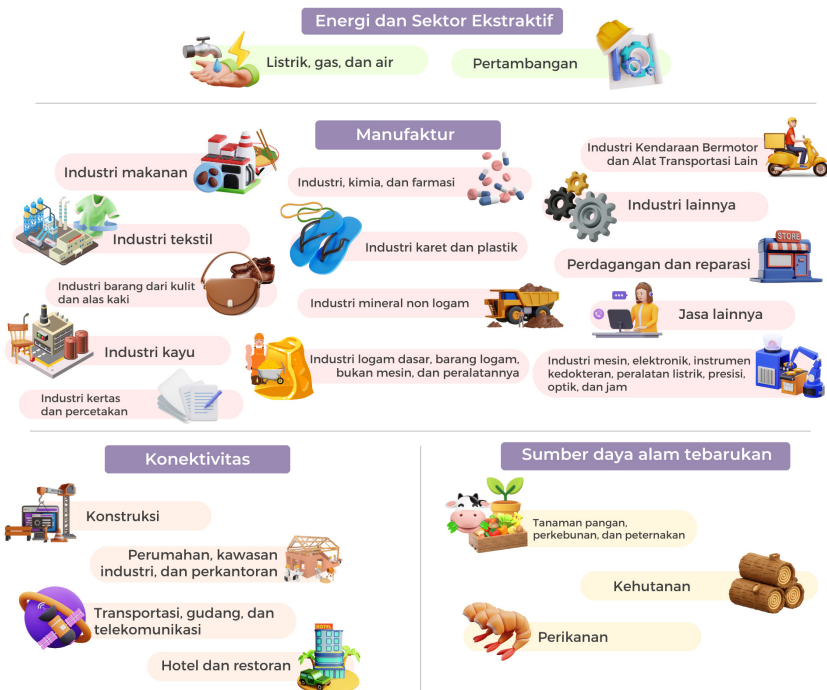 Energi dan Sektor Ekstraktif
Listrik, gas, dan air
Pertambangan
Manufaktur
Industri makanan
Industri tekstil
Industri barang dari kulit
dan alas kaki
Industri kayu
Industri kertas
dan percetakan
Industri, kimia, dan farmasi
Industri karet dan plastik
Industri mineral non logam
Industri logam dasar, barang logam,
bukan mesin, dan peralatannya
Industri Kendaraan Bermotor
dan Alat Transportasi Lain
Industri lainnya
STORE
Perdagangan dan reparasi
Jasa lainnya
Industri mesin, elektronik, instrumen
kedokteran, peralatan listrik, presisi,
optik, dan jam
Konektivitas
Konstruksi
Perumahan, kawasan
industri, dan perkantoran
Transportasi, gudang, dan
telekomunikasi
HOTEL
Hotel dan restoran
Sumber daya alam tebarukan
Tanaman pangan,
perkebunan, dan peternakan
Kehutanan
Perikanan